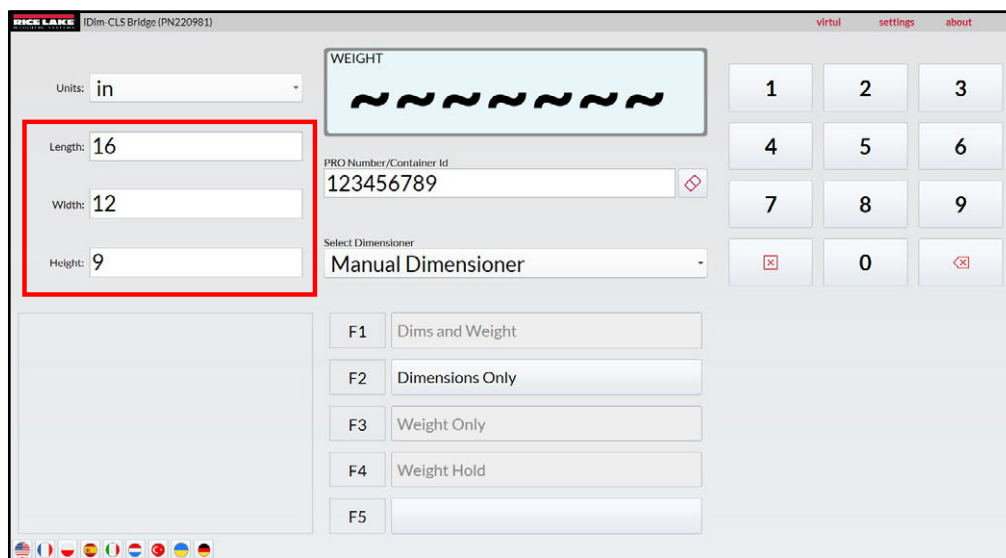 RICE LAKE IDim-CLS Bridge (PN220981) virtul settings about
WEIGHING SYSTEMS
Units: in
Length: 16
Width: 12
Height: 9
WEIGHT
~~~~~~~
PRO Number/Container Id
123456789
Select Dimensioner
Manual Dimensioner
F1 Dims and Weight
F2 Dimensions Only
F3 Weight Only
F4 Weight Hold
F5
1 2 3
4 5 6
7 8 9
0